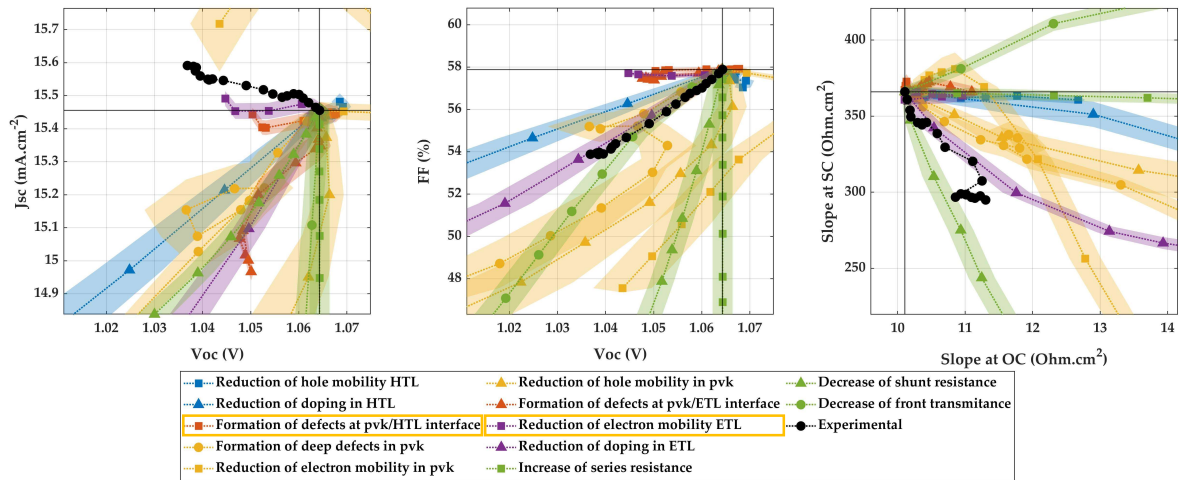 15.7
15.6
15.5
15.4
15.3
15.2
15.1
15
14.9
Jsc (mA.cm-2)
1.02
1.03
1.04
1.05
1.06
1.07
Voc (V)
60
58
56
54
52
50
48
FF (%)
1.02
1.03
1.04
1.05
1.06
1.07
Voc (V)
400
350
300
250
Slope at SC (Ohm.cm2)
10
11
12
13
14
Slope at OC (Ohm.cm2)
Reduction of hole mobility HTL
Reduction of doping in HTL
Formation of defects at pvk/HTL interface
Formation of deep defects in pvk
Reduction of electron mobility in pvk
Reduction of hole mobility in pvk
Formation of defects at pvk/ETL interface
Reduction of electron mobility ETL
Reduction of doping in ETL
Increase of series resistance
Decrease of shunt resistance
Decrease of front transmitance
Experimental